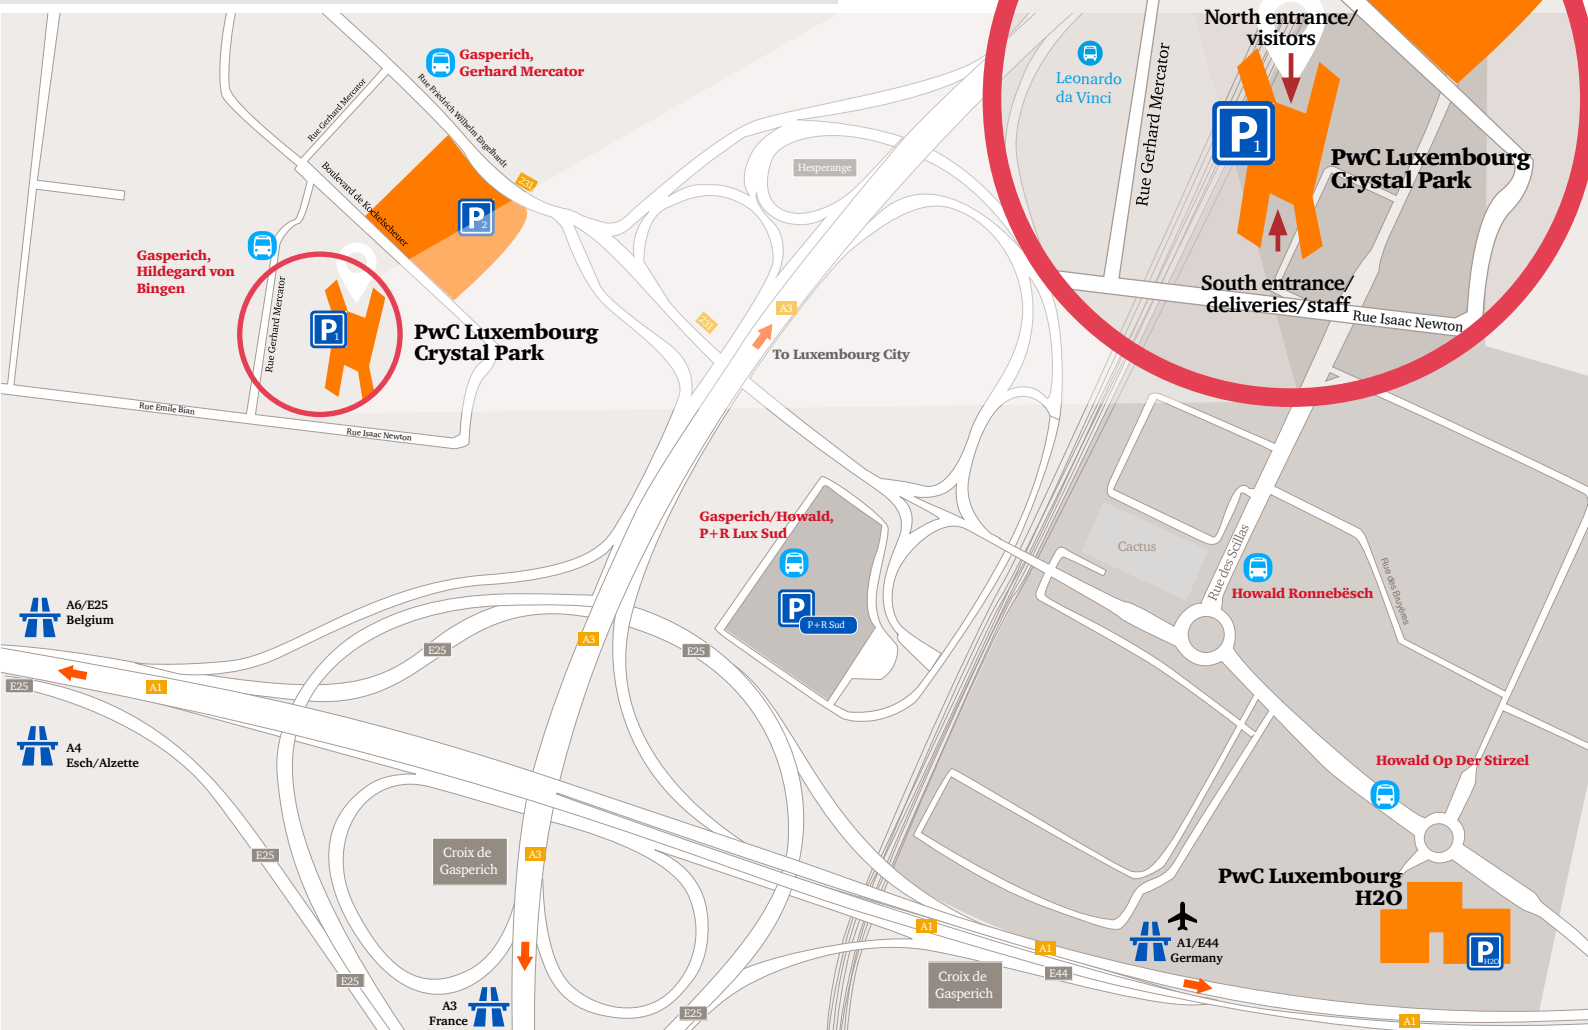 North entrance/
visitors
Leonardo
da Vinci
Rue Gerhard Mercator
P
1
PwC Luxembourg
Crystal Park
South entrance/
deliveries/staff
Rue Isaac Newton
Gasperich,
Gerhard Mercator
Rue Gerhard Mercator
Rue Friedrich Wilhelm Engelhardt
Boulevard de Kockelscheuer
231
P
2
Hesperange
Gasperich,
Hildegard von
Bingen
Rue Gerhard Mercator
P
1
PwC Luxembourg
Crystal Park
231
A3
To Luxembourg City
Rue Emile Bian
Rue Isaac Newton
Gasperich/Howald,
P+R Lux Sud
P
P+R Sud
Cactus
Rue des Scillas
Howald Ronnebësch
Rue des Bruyères
A6/E25
Belgium
A3
E25
E25
E25
A1
A4
Esch/Alzette
Howald Op Der Stirzel
E25
Croix de
Gasperich
A3
PwC Luxembourg
H2O
P
H2O
A1
A1
A1/E44
Germany
E44
Croix de
Gasperich
E25
A3
France
E25
A1